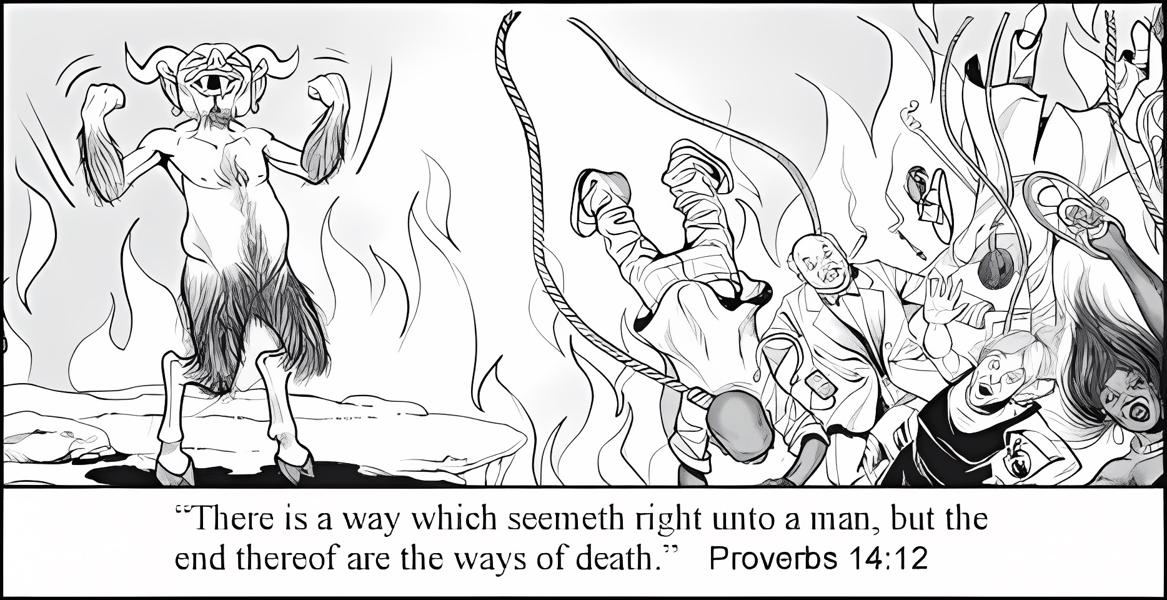 “There is a way which seemeth right unto a man, but the
end thereof are the ways of death.” Proverbs 14:12